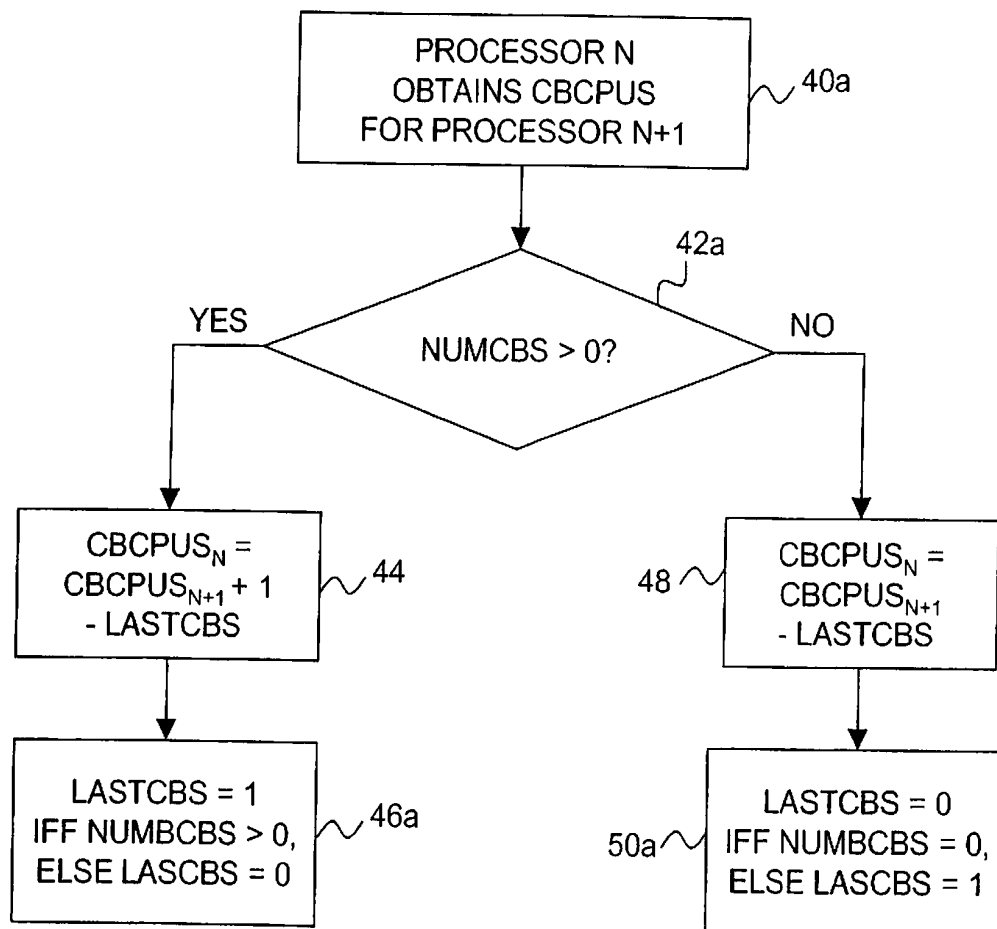 PROCESSOR N
OBTAINS CBCPUS
FOR PROCESSOR N+1
40a
42a
YES
NO
NUMCBS > 0?
CBCPUS_N =
CBCPUS_{N+1} + 1
- LASTCBS
44
48
CBCPUS_N =
CBCPUS_{N+1}
- LASTCBS
LASTCBS = 1
IFF NUMBCBS > 0,
ELSE LASCBS = 0
46a
50a
LASTCBS = 0
IFF NUMBCBS = 0,
ELSE LASCBS = 1